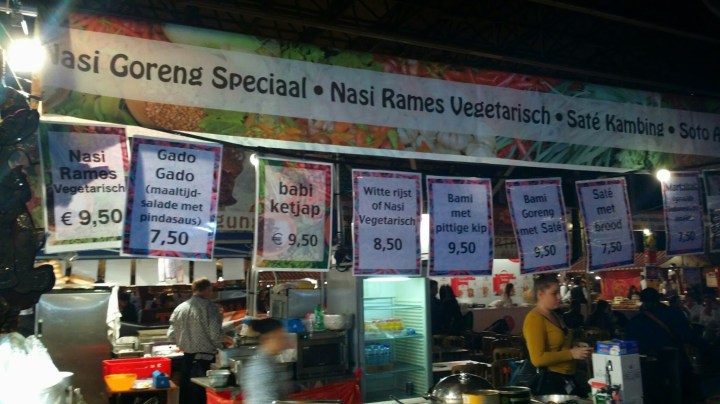 Nasi Goreng Speciaal • Nasi Rames Vegetarisch • Saté Kambing • Soto
Nasi
Rames
Vegetarisch
€ 9,50
Gado
Gado
(maaltijd-
salade met
pindasaus)
7,50
babi
ketjap
€ 9,50
Witte rijst
of Nasi
Vegetarisch
8,50
Bami
met
pittige kip
9,50
Bami
Goreng
met Saté
9,50
Saté
met
brood
7,50
7,50